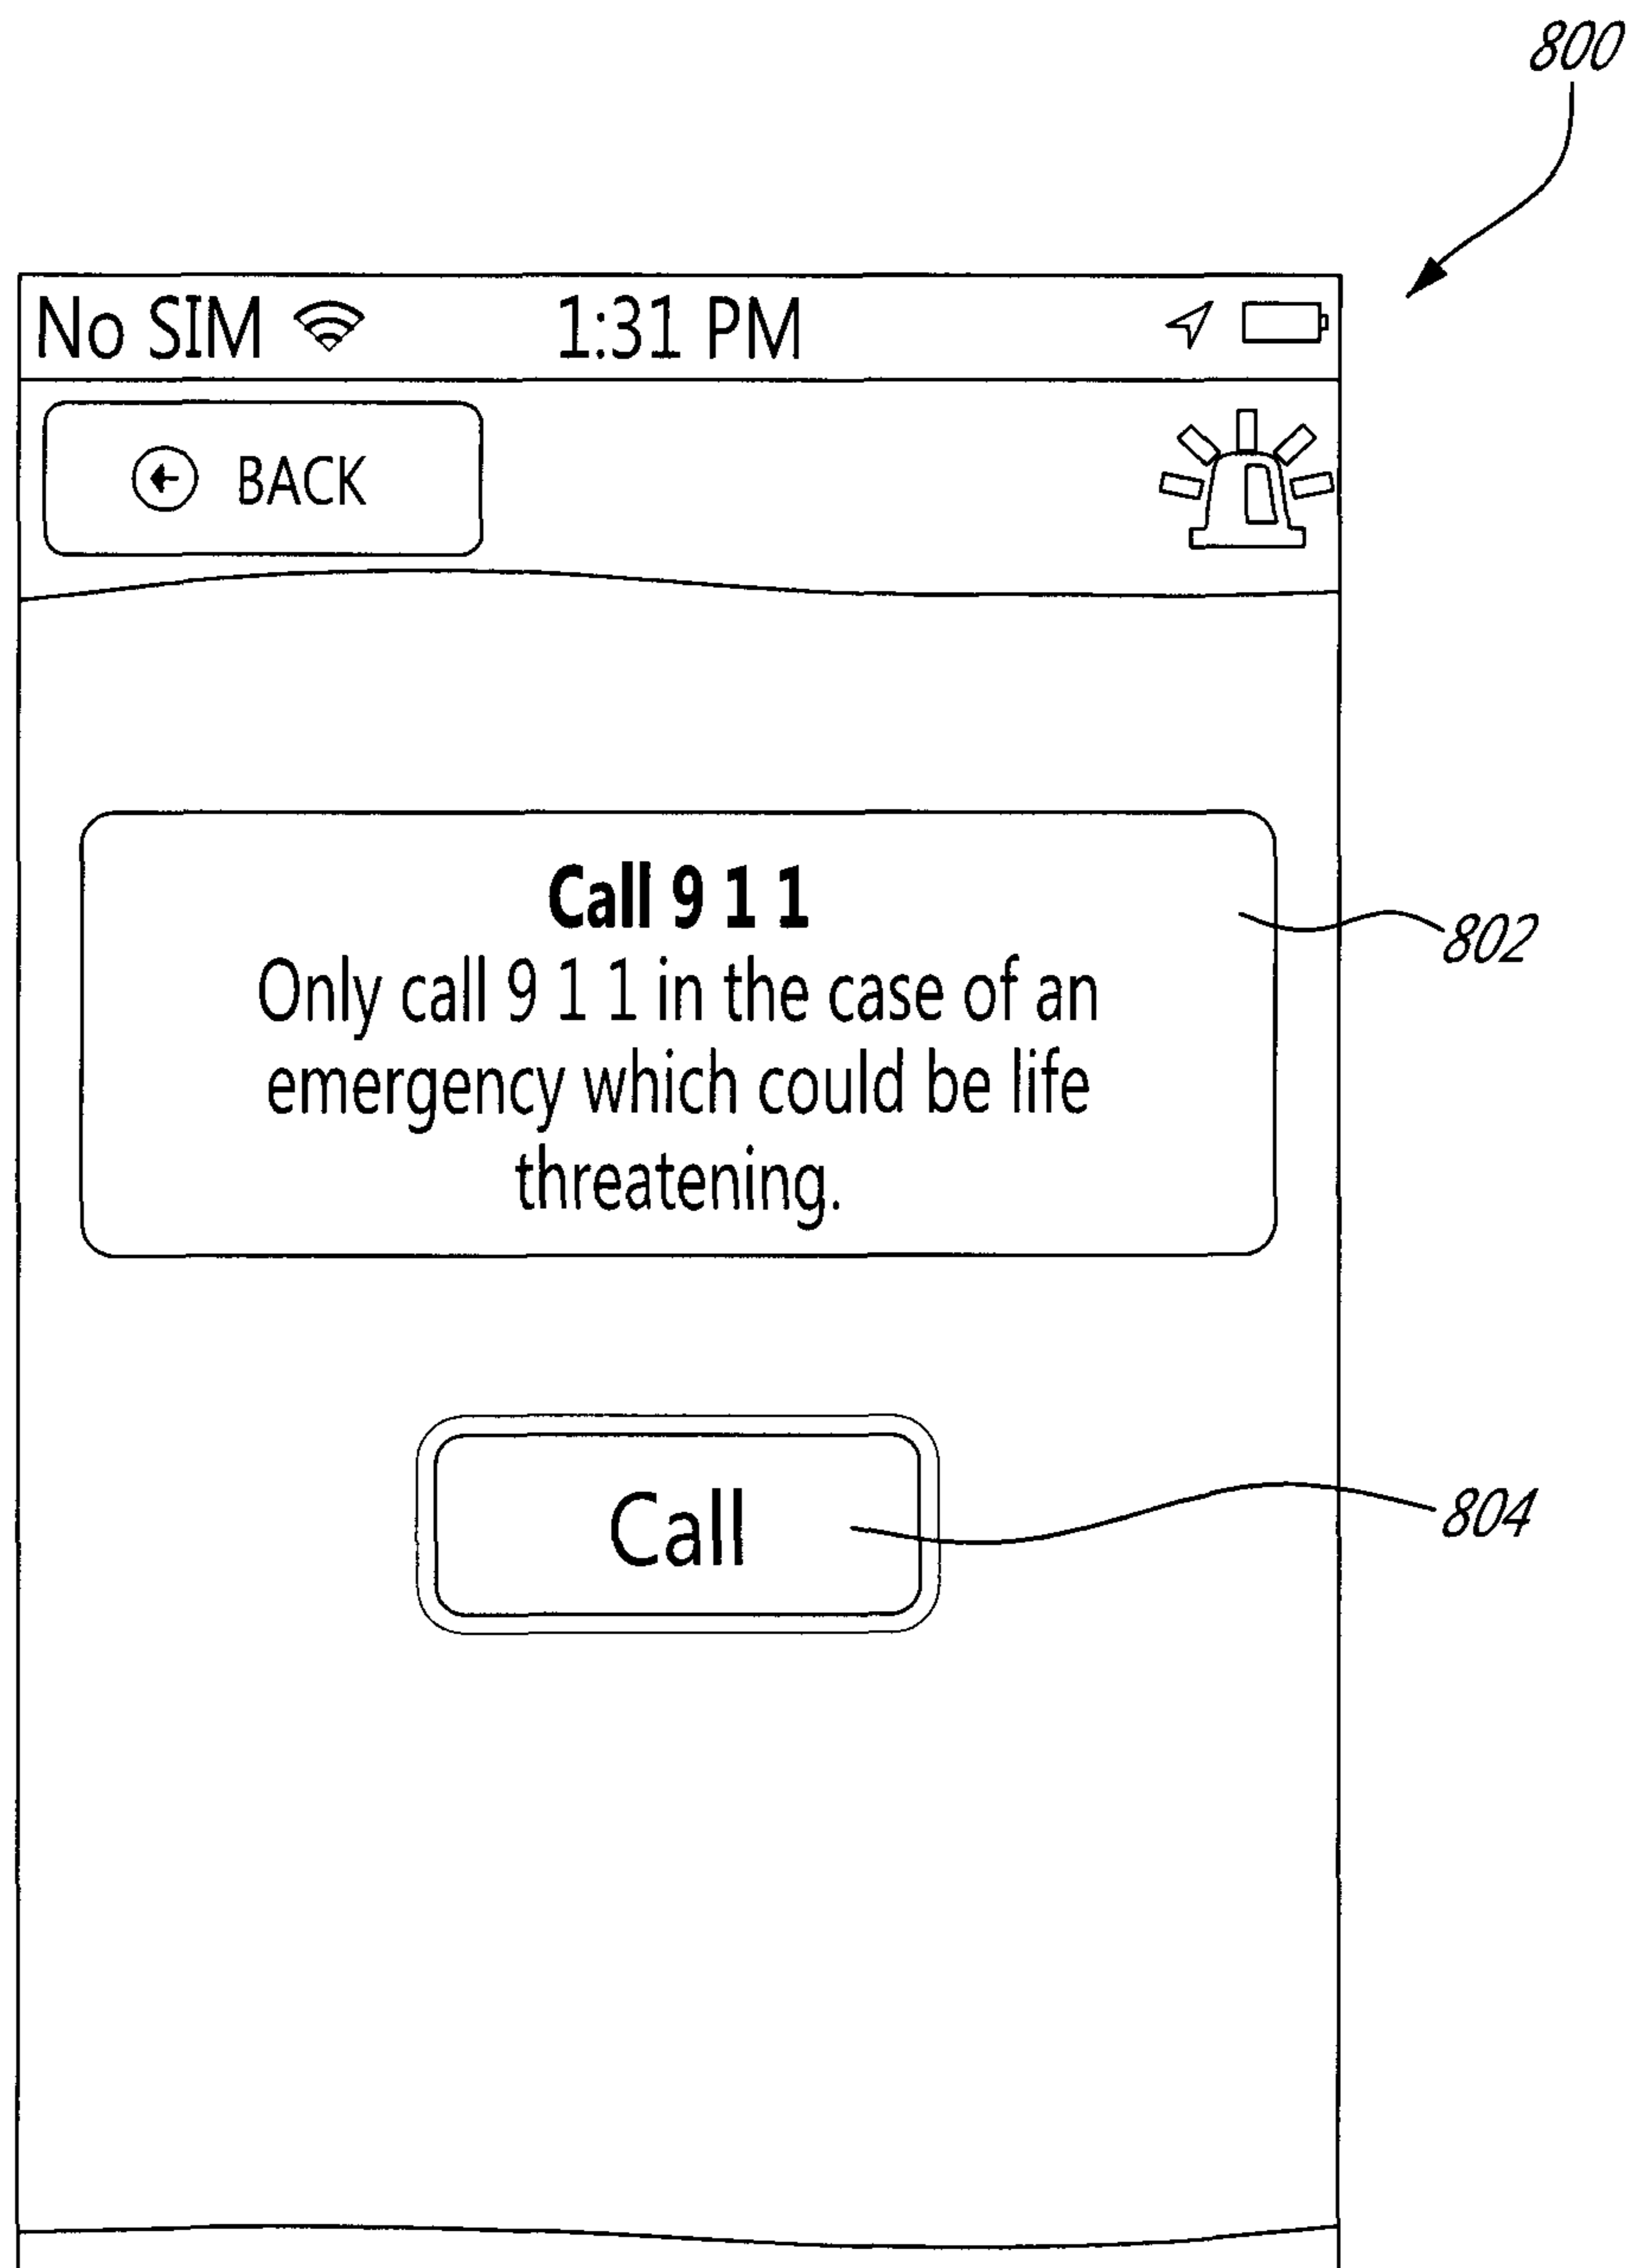 800
No SIM 1:31 PM
BACK
Call 9 1 1
Only call 9 1 1 in the case of an
emergency which could be life
threatening.
802
Call
804